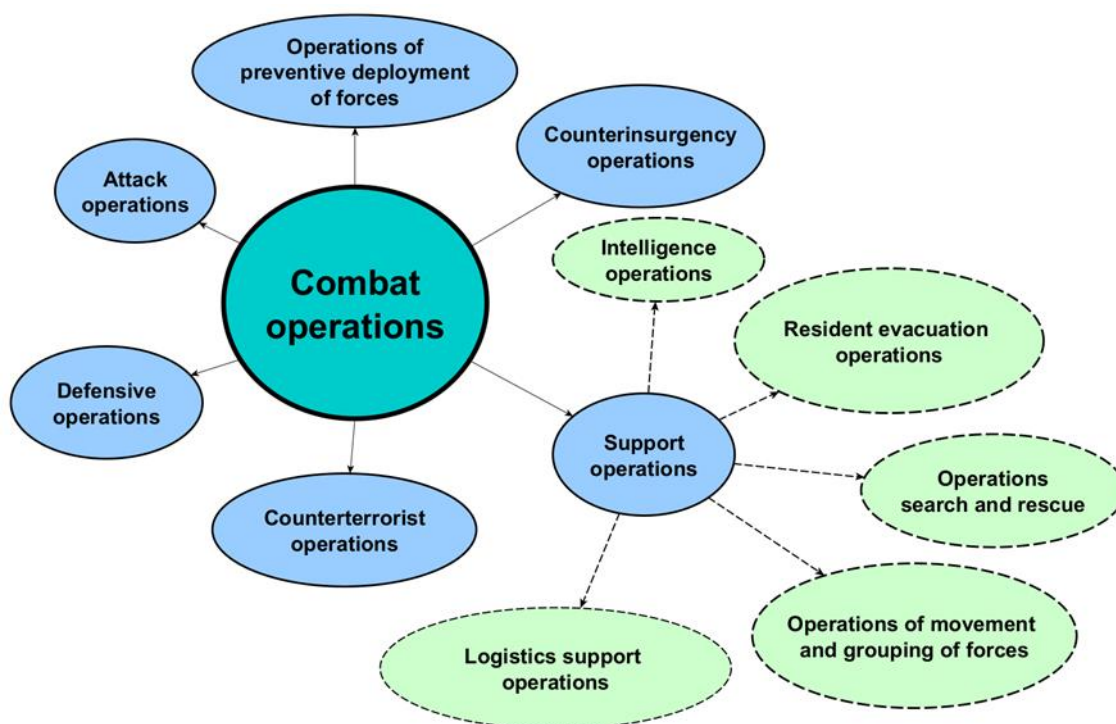 Operations of
preventive deployment
of forces
Counterinsurgency
operations
Attack
operations
Intelligence
operations
Combat
operations
Resident evacuation
operations
Defensive
operations
Support
operations
Operations
search and rescue
Counterterrorist
operations
Operations of movement
and grouping of forces
Logistics support
operations